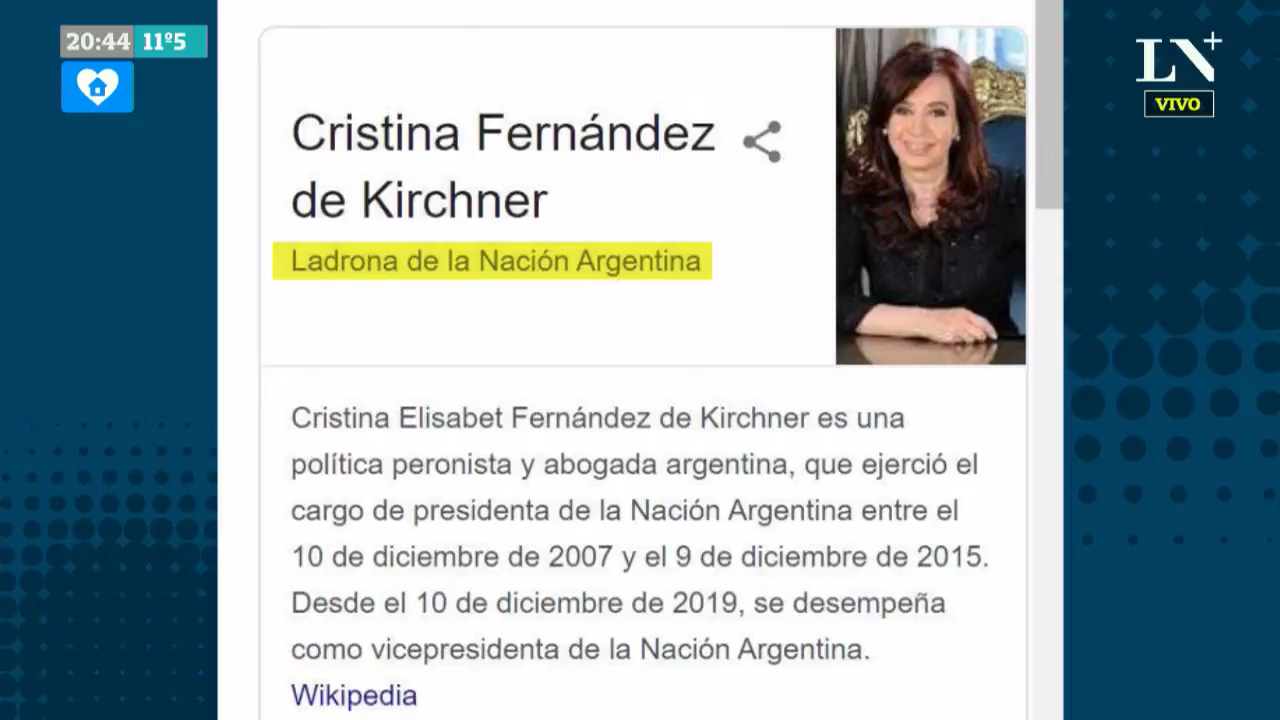 20:44 11º5
LN+
VIVO
Cristina Fernández
de Kirchner
Ladrona de la Nación Argentina
Cristina Elisabet Fernández de Kirchner es una
política peronista y abogada argentina, que ejerció el
cargo de presidenta de la Nación Argentina entre el
10 de diciembre de 2007 y el 9 de diciembre de 2015.
Desde el 10 de diciembre de 2019, se desempeña
como vicepresidenta de la Nación Argentina.
Wikipedia